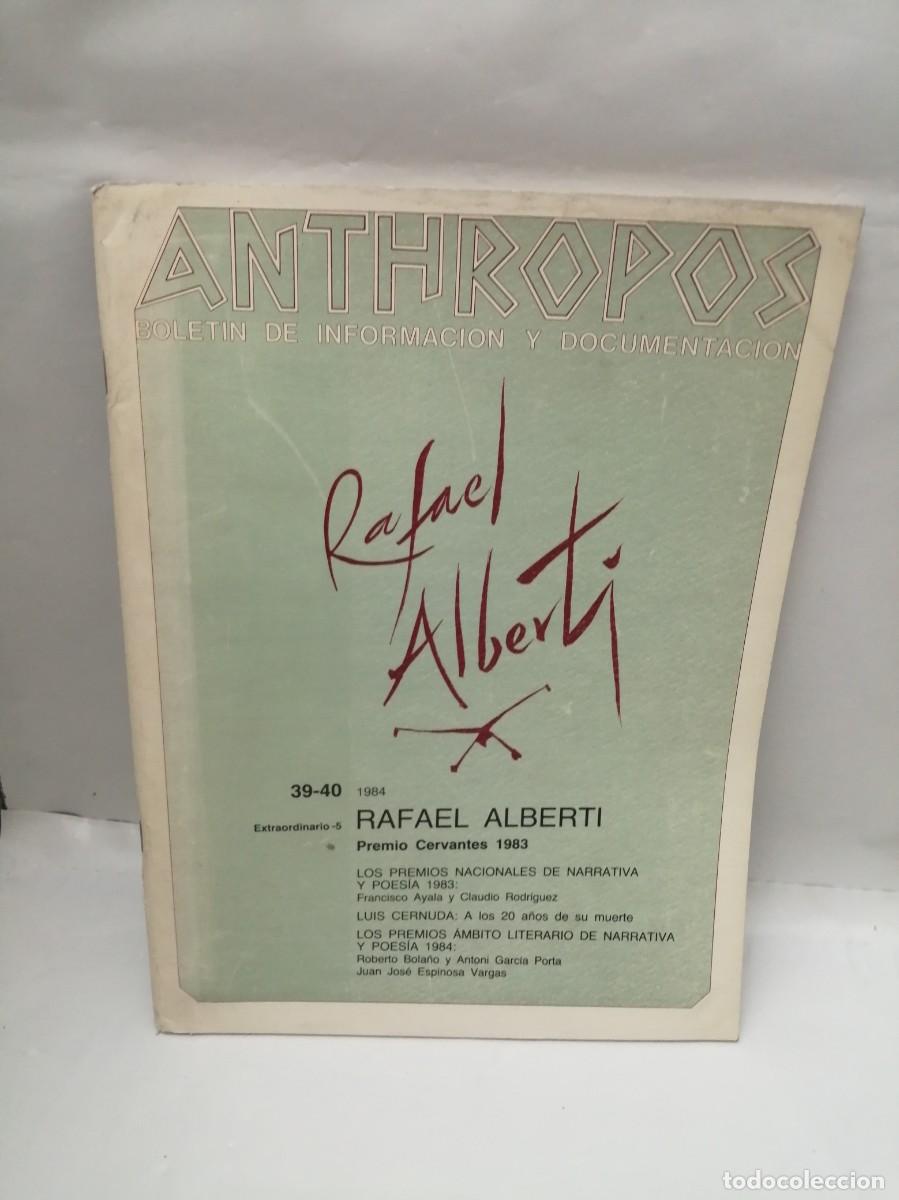 ANTHROPOS
BOLETIN DE INFORMACION Y DOCUMENTACION
Rafael
Alberti
39-40 1984
Extraordinario-5 RAFAEL ALBERTI
Premio Cervantes 1983
LOS PREMIOS NACIONALES DE NARRATIVA
Y POESÍA 1983:
Francisco Ayala y Claudio Rodríguez
LUIS CERNUDA: A los 20 años de su muerte
LOS PREMIOS ÁMBITO LITERARIO DE NARRATIVA
Y POESÍA 1984:
Roberto Bolaño y Antoni García Porta
Juan José Espinosa Vargas
todocoleccion